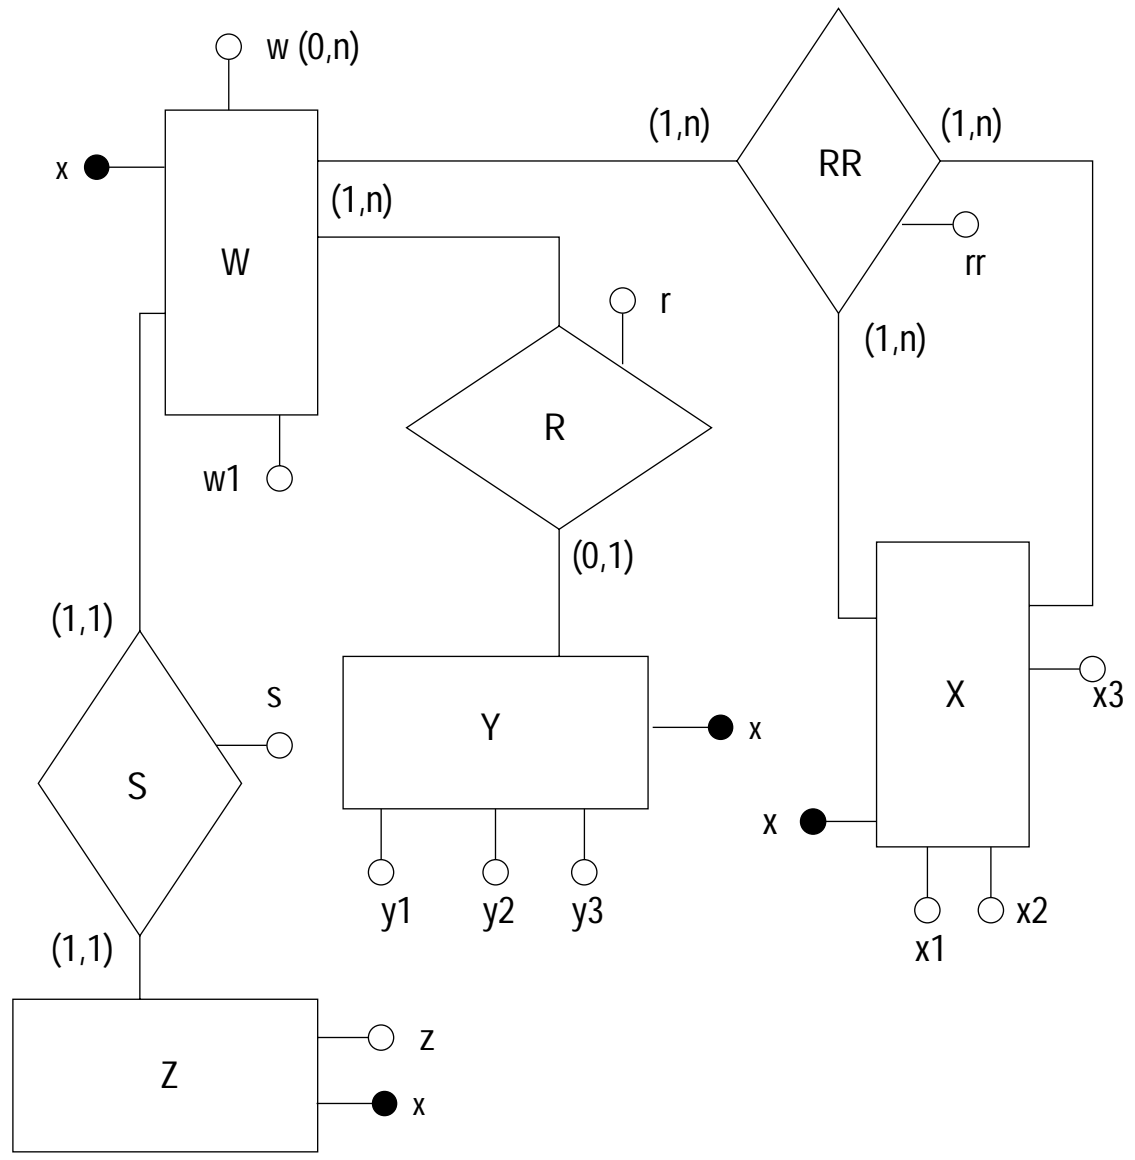 w (0,n)
(1,n)
(1,n)
x
RR
(1,n)
W
rr
r
(1,n)
R
w1
(0,1)
(1,1)
s
X
x3
Y
x
S
x
y1
y2
y3
x2
(1,1)
x1
z
Z
x